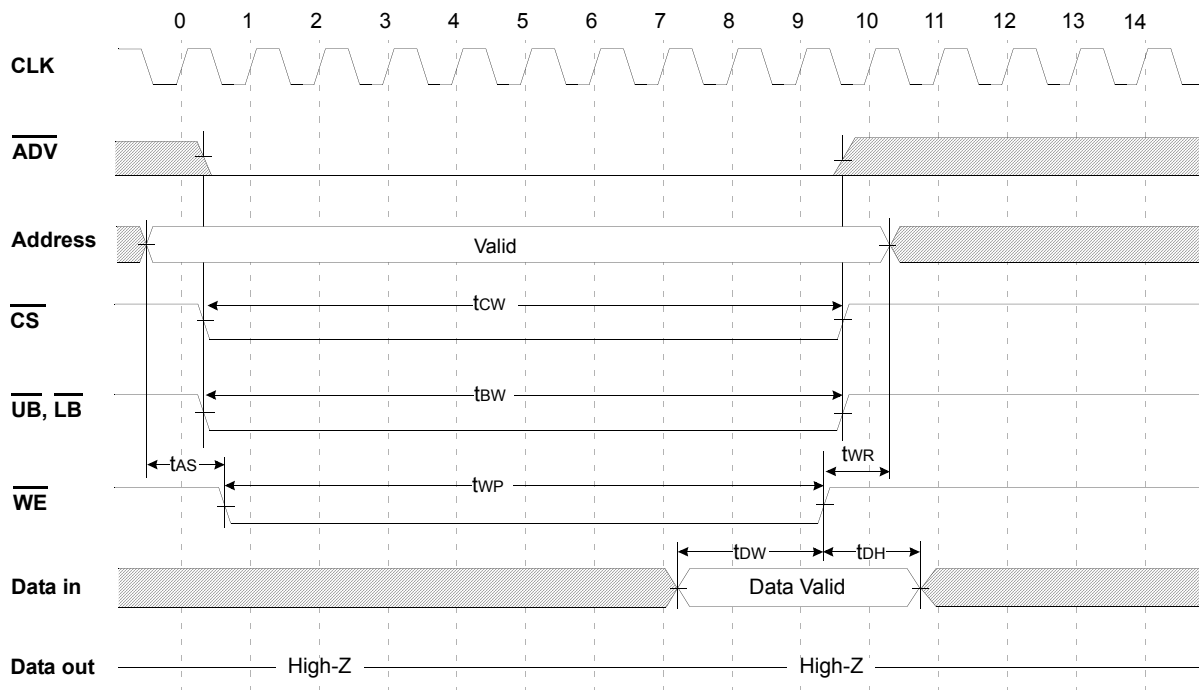 0 1 2 3 4 5 6 7 8 9 10 11 12 13 14
CLK
ADV
Address
Valid
CS
tCW
UB, LB
tBW
tAS
tWR
WE
tWP
tDW
tDH
Data in
Data Valid
Data out
High-Z
High-Z